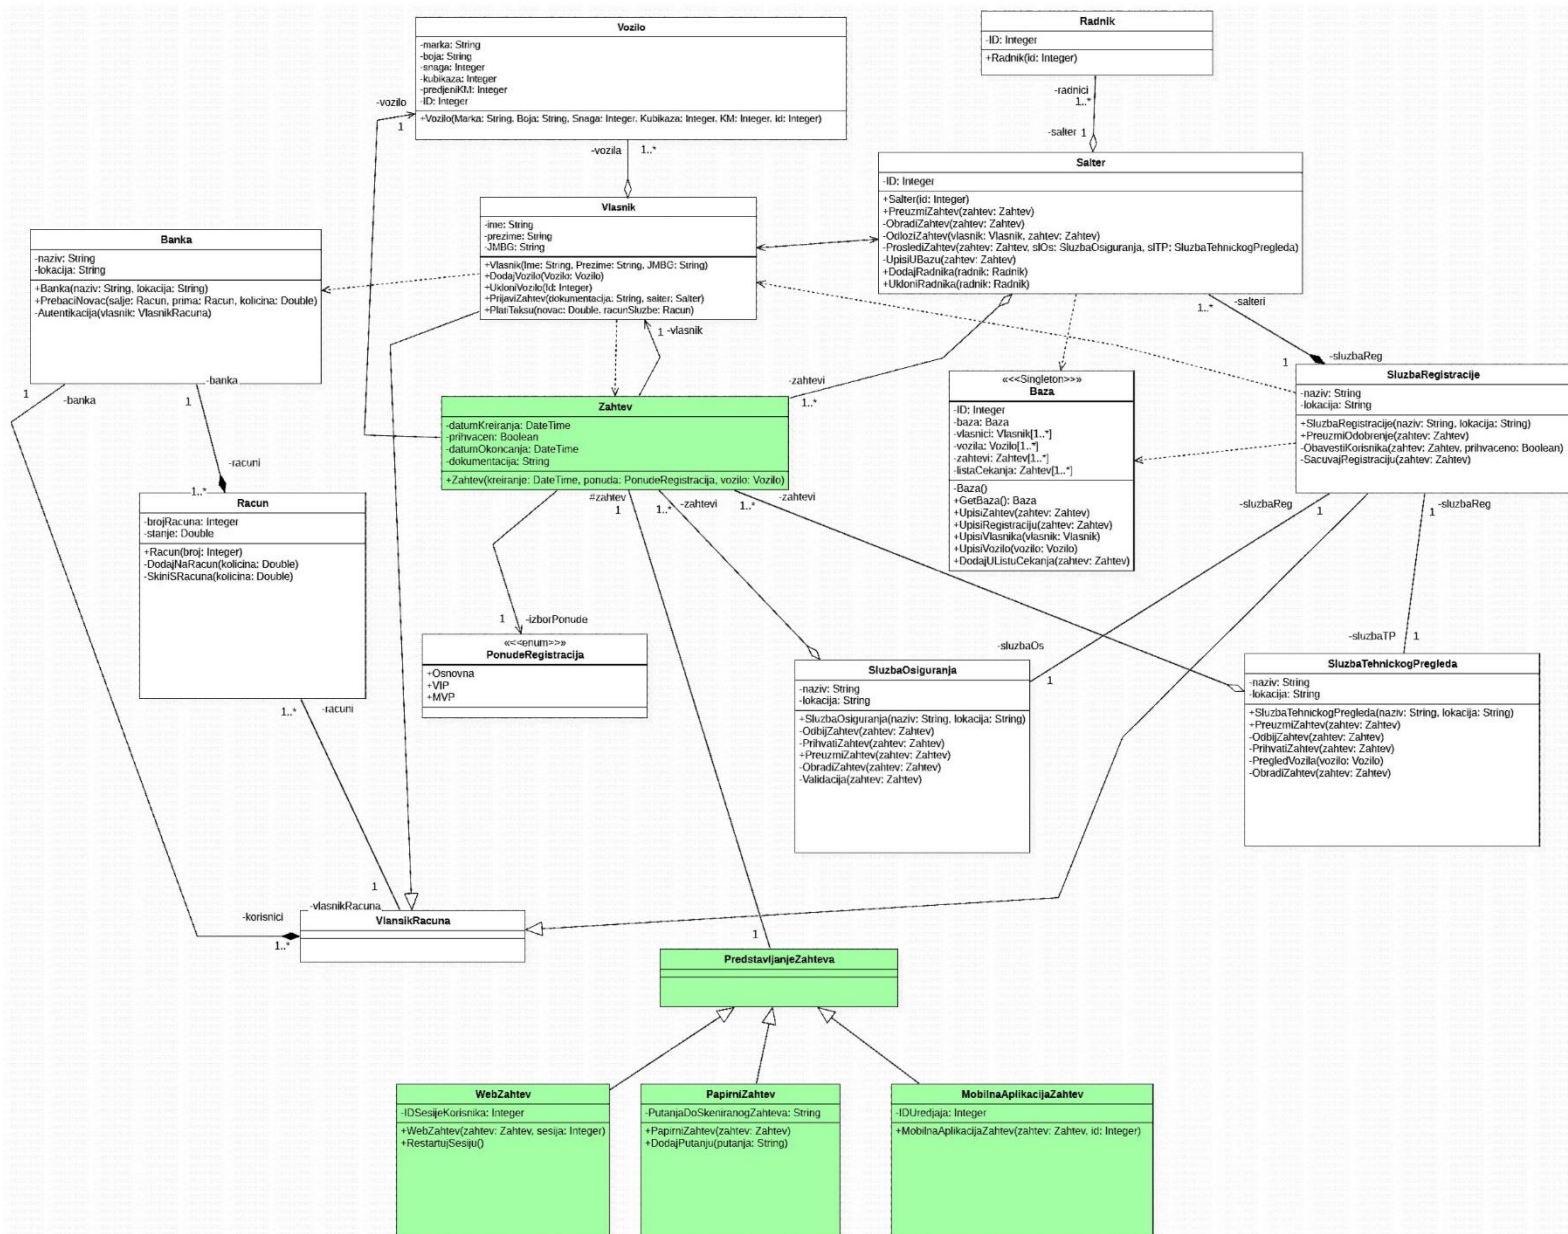 Vozilo
-marka: String
-boja: String
-snaga: Integer
-kubikaza: Integer
-predjeniKM: Integer
-ID: Integer
+Vozilo(Marka: String, Boja: String, Snaga: Integer, Kubikaza: Integer, KM: Integer, Id: Integer)
-vozilo
1
-vozila
1..*
Radnik
-ID: Integer
+Radnik(id: Integer)
-radnici
1..*
-salter
1
Salter
-ID: Integer
+Salter(id: Integer)
+PreuzmiZahtev(zahtev: Zahtev)
-ObradiZahtev(zahtev: Zahtev)
-OdloziZahtev(vlasnik: Vlasnik, zahtev: Zahtev)
-ProslediZahtev(zahtev: Zahtev, slOs: SluzbaOsiguranja, slTP: SluzbaTehnickogPregleda)
-UpisiUBazu(zahtev: Zahtev)
+DodajRadnika(radnik: Radnik)
+UkloniRadnika(radnik: Radnik)
Vlasnik
-ime: String
-prezime: String
-JMBG: String
+Vlasnik(Ime: String, Prezime: String, JMBG: String)
+DodajVozilo(Vozilo: Vozilo)
+UkloniVozilo(Id: Integer)
+PrijaviZahtev(dokumentacija: String, salter: Salter)
+PlatiTaksu(novac: Double, racunSluzbe: Racun)
1
-vlasnik
Banka
-naziv: String
-lokacija: String
+Banka(naziv: String, lokacija: String)
+PrebaciNovac(salje: Racun, prima: Racun, kolicina: Double)
-Autentikacija(vlasnik: VlasnikRacuna)
1
-banka
-banka
1
-racuni
1..*
-salteri
1..*
1
-sluzbaReg
SluzbaRegistracije
-naziv: String
-lokacija: String
+SluzbaRegistracije(naziv: String, lokacija: String)
+PreuzmiOdobrenje(zahtev: Zahtev)
-ObavestiKorisnika(zahtev: Zahtev, prihvaceno: Boolean)
-SacuvajRegistraciju(zahtev: Zahtev)
-sluzbaReg
1
1
-sluzbaReg
-zahtevi
1..*
«<<Singleton>>»
Baza
-ID: Integer
-baza: Baza
-vlasnici: Vlasnik[1..*]
-vozila: Vozilo[1..*]
-zahtevi: Zahtev[1..*]
-listaCekanja: Zahtev[1..*]
-Baza()
+GetBaza(): Baza
+UpisiZahtev(zahtev: Zahtev)
+UpisiRegistraciju(zahtev: Zahtev)
+UpisiVlasnika(vlasnik: Vlasnik)
+UpisiVozilo(vozilo: Vozilo)
+DodajUListuCekanja(zahtev: Zahtev)
Zahtev
-datumKreiranja: DateTime
-prihvacen: Boolean
-datumOkoncanja: DateTime
-dokumentacija: String
+Zahtev(kreiranje: DateTime, ponuda: PonudeRegistracija, vozilo: Vozilo)
#zahtev
1
1..*
-zahtevi
1..*
-zahtevi
Racun
-brojRacuna: Integer
-stanje: Double
+Racun(broj: Integer)
-DodajNaRacun(kolicina: Double)
-SkiniSRacuna(kolicina: Double)
1..*
-racuni
1
-izborPonude
«<<enum>>»
PonudeRegistracija
+Osnovna
+VIP
+MVP
-sluzbaOs
1
SluzbaOsiguranja
-naziv: String
-lokacija: String
+SluzbaOsiguranja(naziv: String, lokacija: String)
-OdbijZahtev(zahtev: Zahtev)
-PrihvatiZahtev(zahtev: Zahtev)
+PreuzmiZahtev(zahtev: Zahtev)
-ObradiZahtev(zahtev: Zahtev)
-Validacija(zahtev: Zahtev)
-sluzbaTP
1
SluzbaTehnickogPregleda
-naziv: String
-lokacija: String
+SluzbaTehnickogPregleda(naziv: String, lokacija: String)
+PreuzmiZahtev(zahtev: Zahtev)
-OdbijZahtev(zahtev: Zahtev)
-PrihvatiZahtev(zahtev: Zahtev)
-PregledVozila(vozilo: Vozilo)
-ObradiZahtev(zahtev: Zahtev)
1
-vlasnikRacuna
-korisnici
1..*
VlansikRacuna
1
PredstavljanjeZahteva
WebZahtev
-IDSesijeKorisnika: Integer
+WebZahtev(zahtev: Zahtev, sesija: Integer)
+RestartujSesiju()
PapirniZahtev
-PutanjaDoSkeniranogZahteva: String
+PapirniZahtev(zahtev: Zahtev)
+DodajPutanju(putanja: String)
MobilnaAplikacijaZahtev
-IDUredjaja: Integer
+MobilnaAplikacijaZahtev(zahtev: Zahtev, id: Integer)